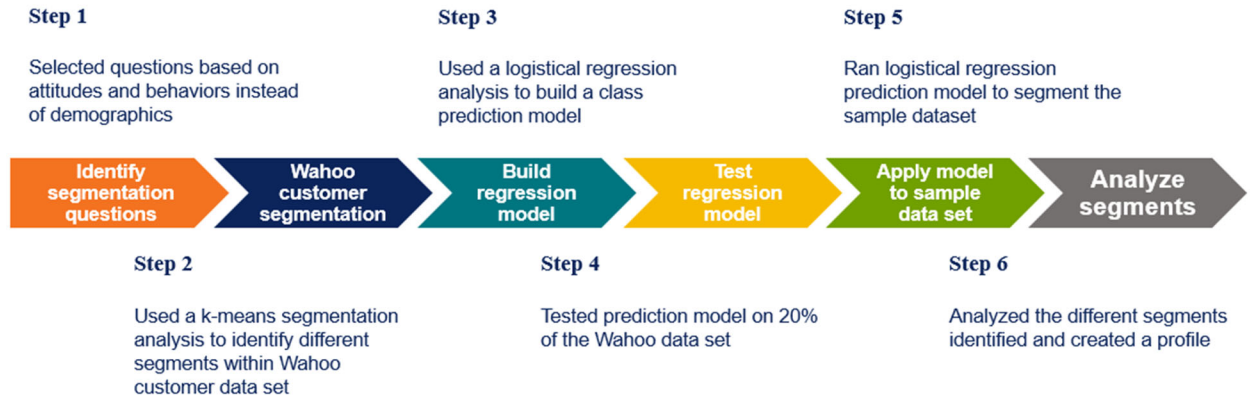 Step 1
Selected questions based on
attitudes and behaviors instead
of demographics
Step 3
Used a logistical regression
analysis to build a class
prediction model
Step 5
Ran logistical regression
prediction model to segment the
sample dataset
Identify
segmentation
questions
Wahoo
customer
segmentation
Build
regression
model
Test
regression
model
Apply model
to sample
data set
Analyze
segments
Step 2
Used a k-means segmentation
analysis to identify different
segments within Wahoo
customer data set
Step 4
Tested prediction model on 20%
of the Wahoo data set
Step 6
Analyzed the different segments
identified and created a profile